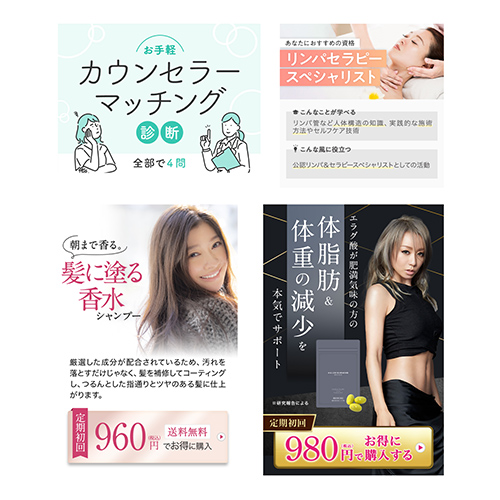 お手軽
カウンセラー
マッチング
診断
全部で4問
あなたにおすすめの資格
リンパセラピー
スペシャリスト
こんなことが学べる
リンパ管など人体構造の知識、実践的な施術
方法やセルフケア技術
こんな風に役立つ
公認リンパ&セラピースペシャリストとしての活動
朝まで香る。
髪に塗る
香水
シャンプー
厳選した成分が配合されているため、汚れを
落とすだけじゃなく、髪を補修してコーティング
し、つるんとした指通りとツヤのある髪に仕上
がります。
定期初回
960円(税込)
送料無料
でお得に購入
エラグ酸が肥満気味の方の
体脂肪&
体重の減少を
本気でサポート
※研究報告による
定期初回
980円(税込)で
お得に
購入する